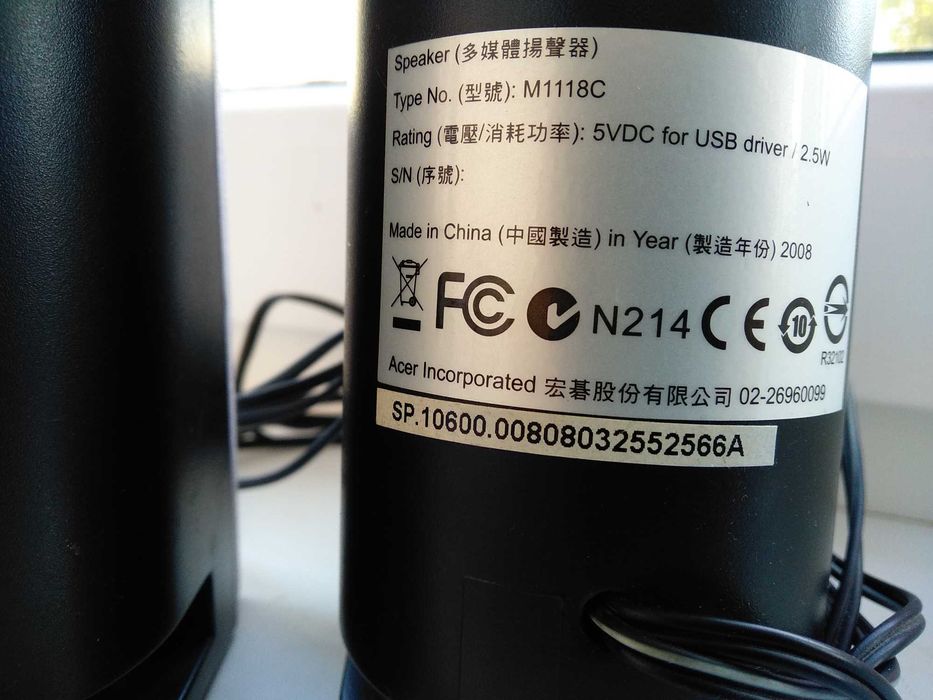 Speaker (多媒體揚聲器)
Type No. (型號): M1118C
Rating (電壓/消耗功率): 5VDC for USB driver / 2.5W
S/N (序號):
Made in China (中國製造) in Year (製造年份) 2008
FC N214 CE 10
R32102
Acer Incorporated 宏碁股份有限公司 02-26960099
SP.10600.00808032552566A